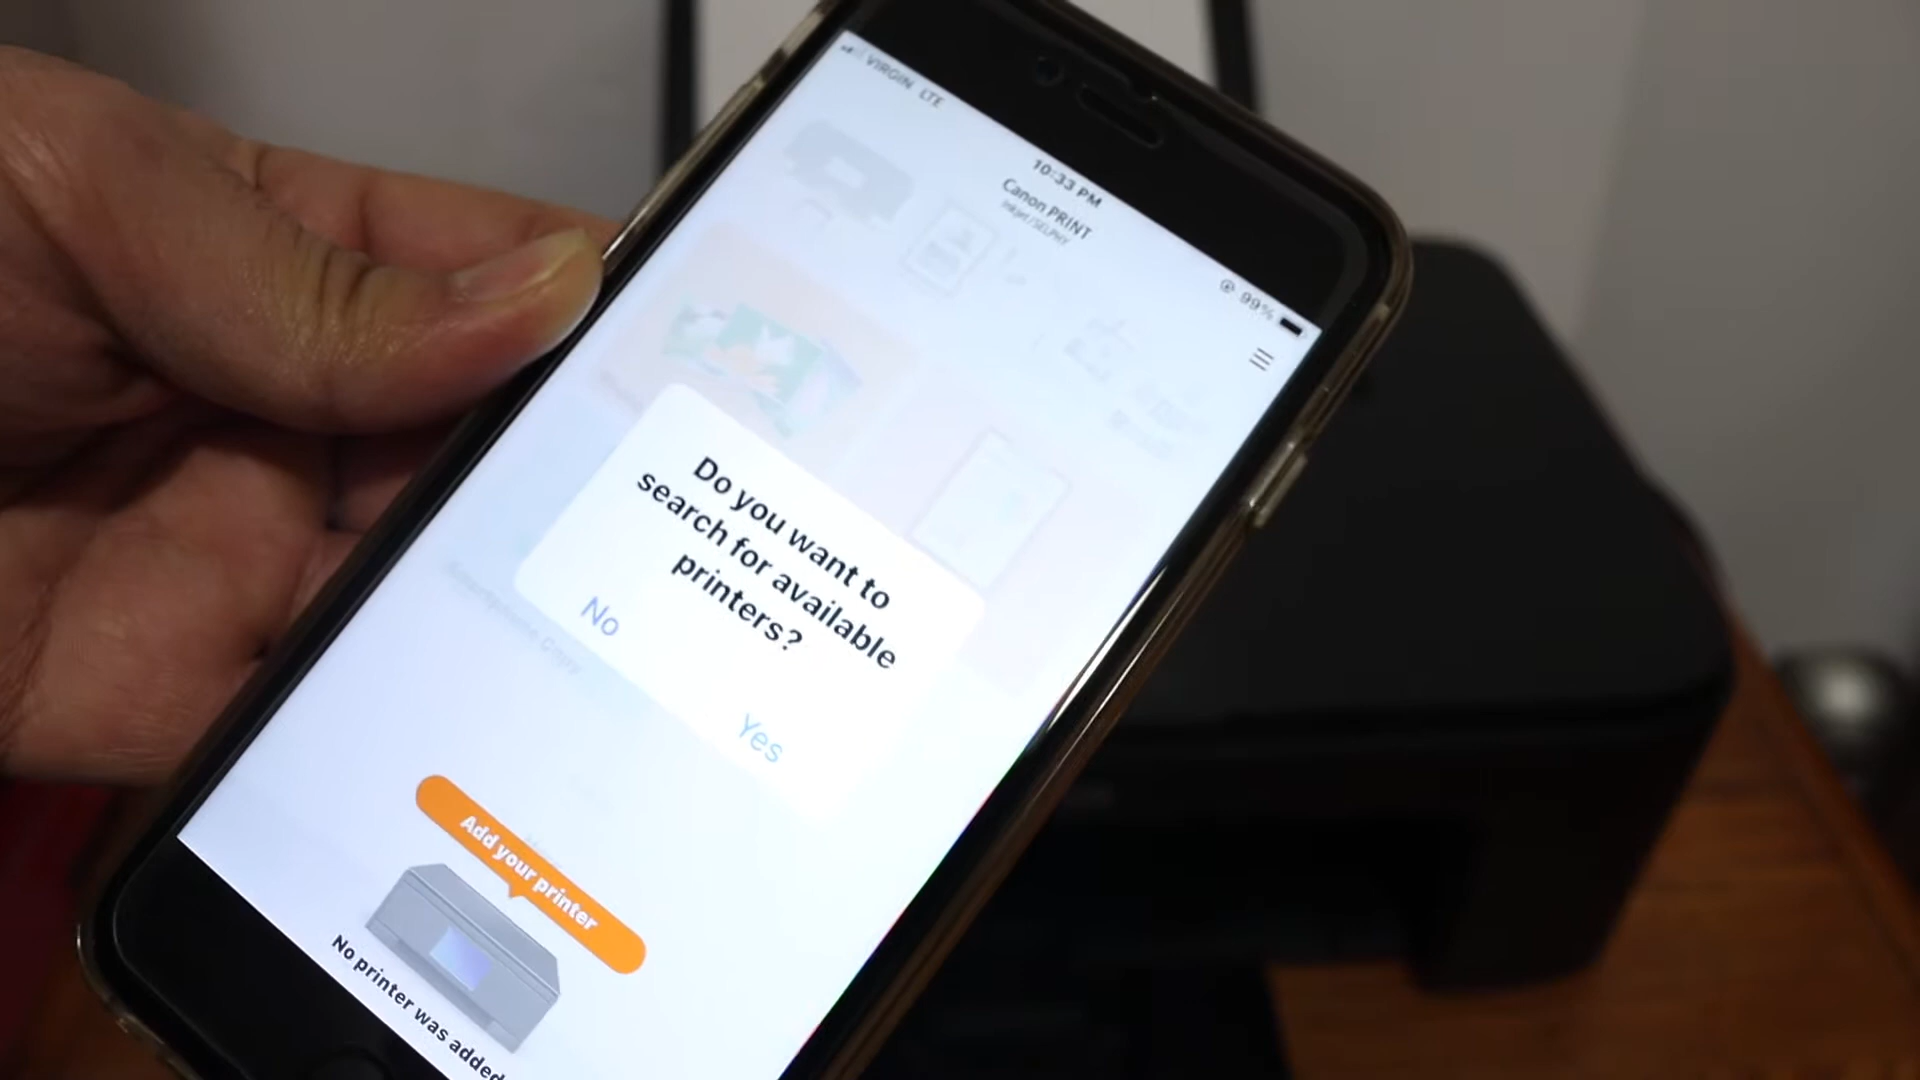 VIRGIN LTE
10:33 PM
99%
Canon PRINT
Inkjet/SELPHY
Do you want to
search for available
printers?
No
Yes
Add your printer
No printer was added